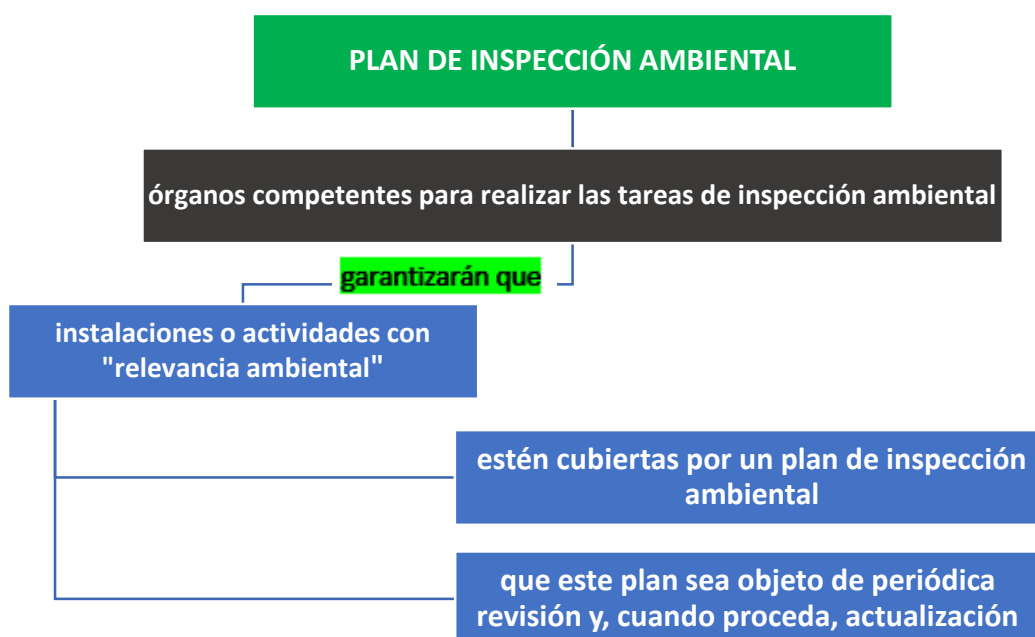 PLAN DE INSPECCIÓN AMBIENTAL
órganos competentes para realizar las tareas de inspección ambiental
garantizarán que
instalaciones o actividades con
"relevancia ambiental"
estén cubiertas por un plan de inspección
ambiental
que este plan sea objeto de periódica
revisión y, cuando proceda, actualización